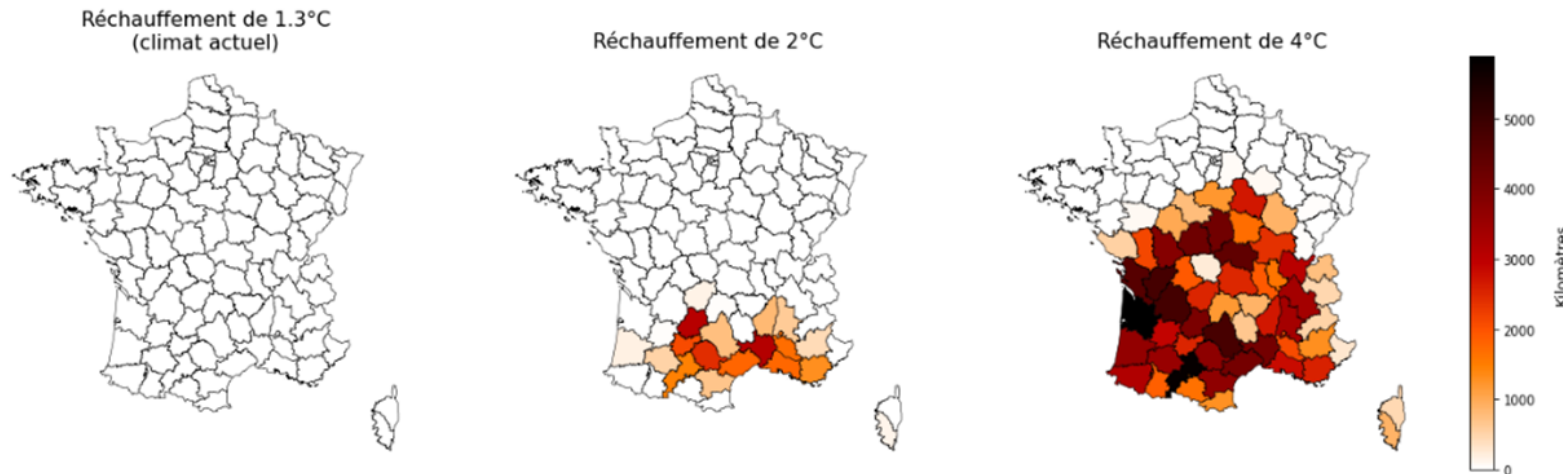 Réchauffement de 1.3°C
(climat actuel)
Réchauffement de 2°C
Réchauffement de 4°C
5000
4000
3000
2000
1000
0
Kilomètres